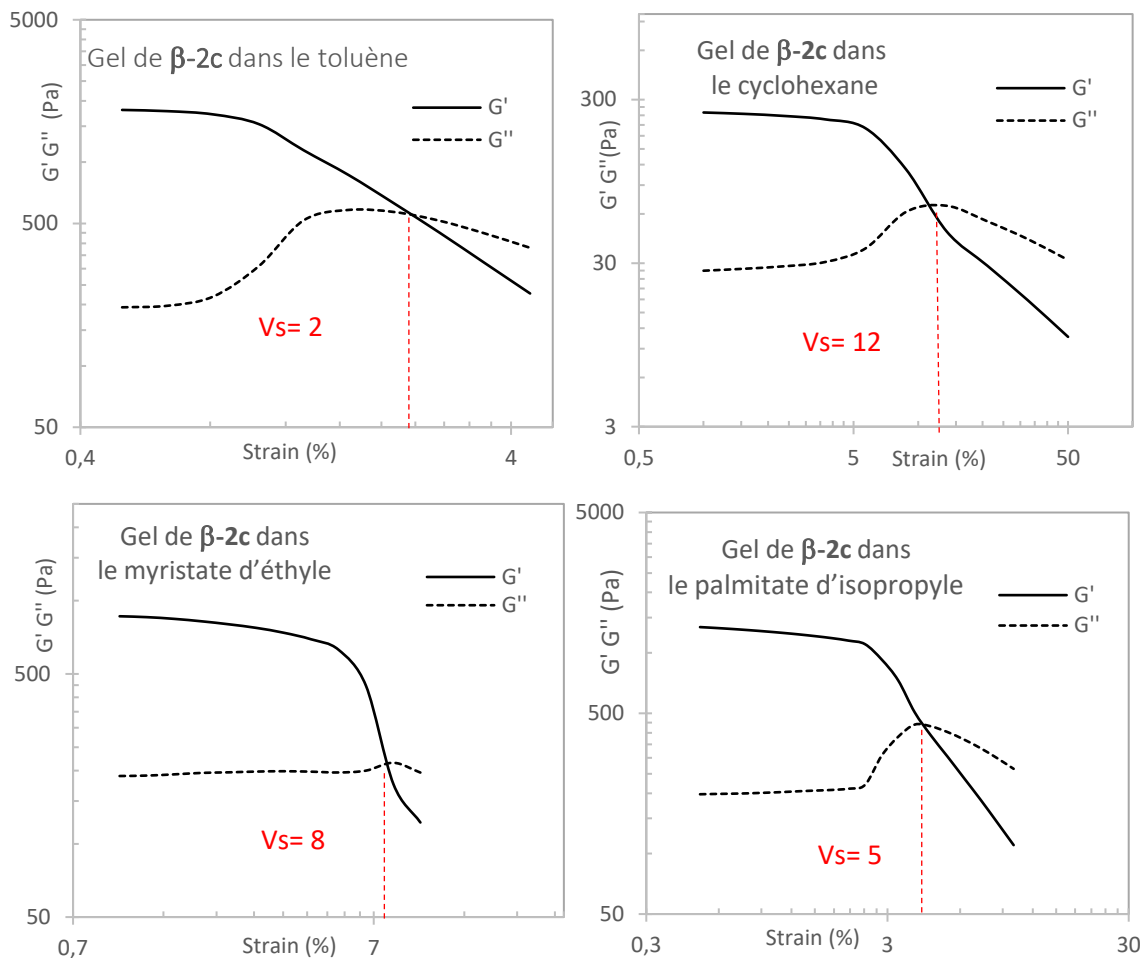 5000
Gel de β-2c dans le toluène
G'
G''
G' G'' (Pa)
500
Vs= 2
50
0,4
Strain (%)
4
Gel de β-2c dans
le cyclohexane
300
G'
G''
G' G''(Pa)
30
Vs= 12
3
0,5
5
Strain (%)
50
Gel de β-2c dans
le myristate d'éthyle
G'
G''
G' G'' (Pa)
500
Vs= 8
50
0,7
Strain (%)
7
5000
Gel de β-2c dans
le palmitate d'isopropyle
G'
G''
G' G'' (Pa)
500
Vs= 5
50
0,3
Strain (%)
3
30